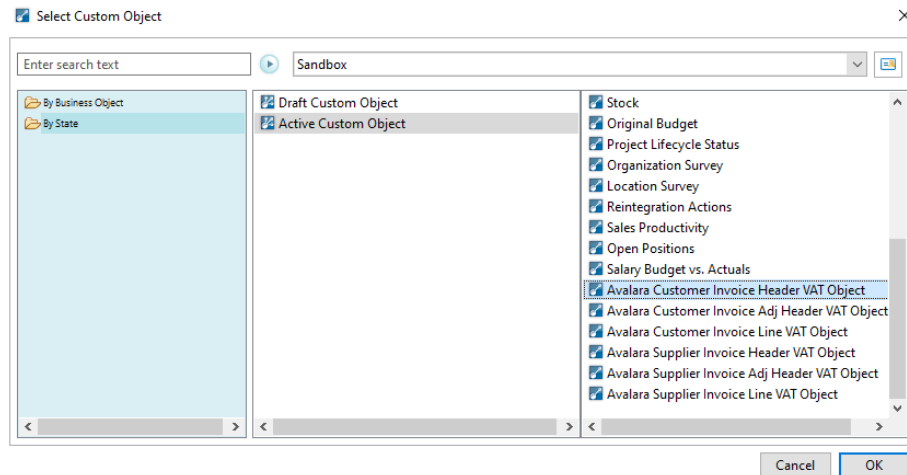 Select Custom Object
Enter search text
Sandbox
By Business Object
By State
Draft Custom Object
Active Custom Object
Stock
Original Budget
Project Lifecycle Status
Organization Survey
Location Survey
Reintegration Actions
Sales Productivity
Open Positions
Salary Budget vs. Actuals
Avalara Customer Invoice Header VAT Object
Avalara Customer Invoice Adj Header VAT Object
Avalara Customer Invoice Line VAT Object
Avalara Supplier Invoice Header VAT Object
Avalara Supplier Invoice Adj Header VAT Object
Avalara Supplier Invoice Line VAT Object
Cancel
OK